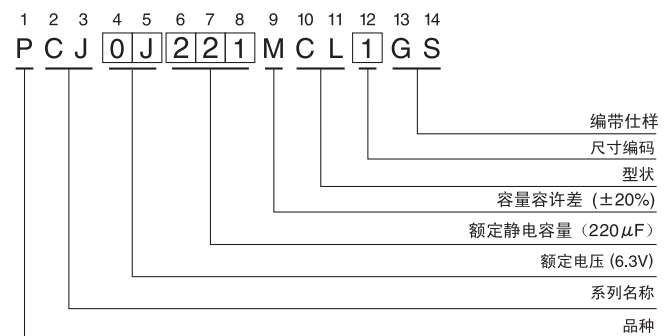 1 2 3 4 5 6 7 8 9 10 11 12 13 14
P C J 0 J 2 2 1 M C L 1 G S
编带仕样
尺寸编码
型状
容量容许差 (±20%)
额定静电容量（220μF）
额定电压 (6.3V)
系列名称
品种